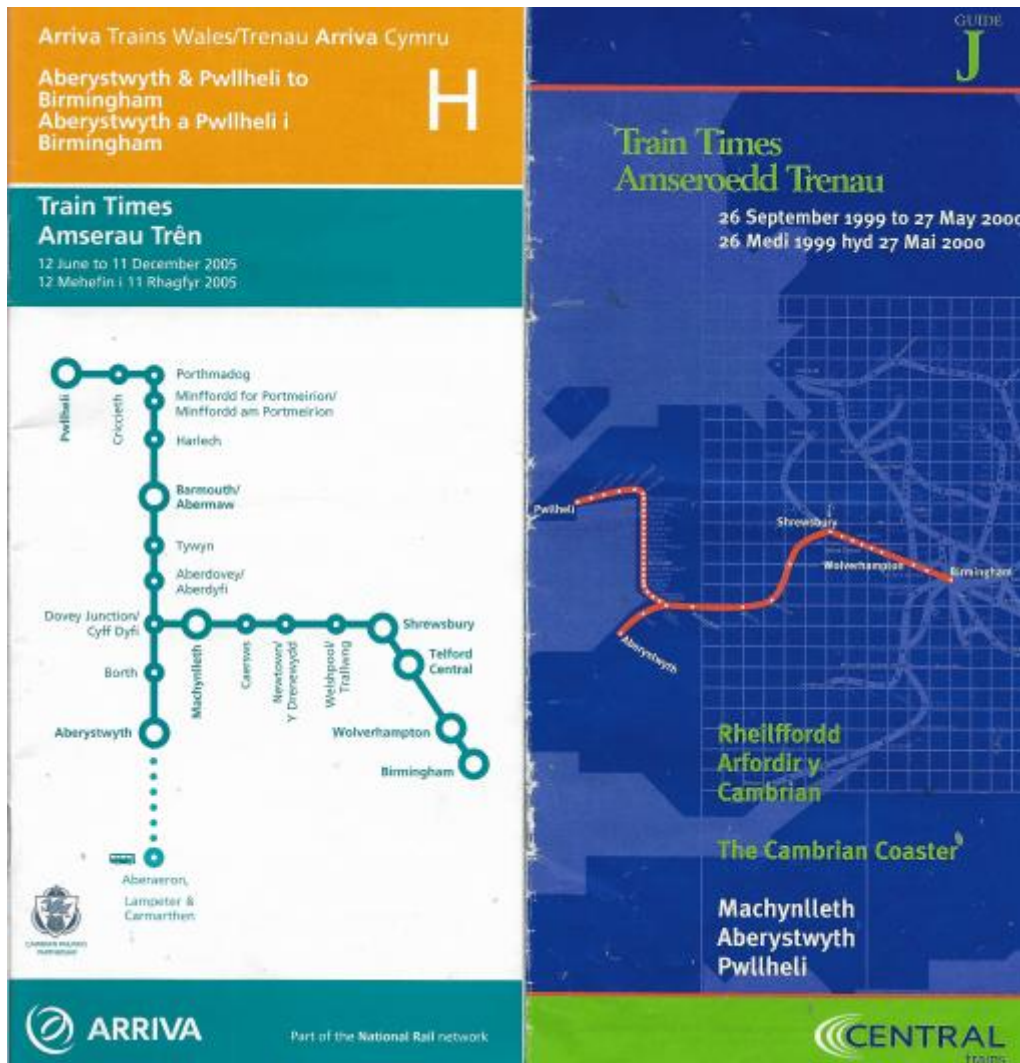 Arriva Trains Wales/Trenau Arriva Cymru
Aberystwyth & Pwllheli to
Birmingham
Aberystwyth a Pwllheli i
Birmingham
H
Train Times
Amserau Trên
12 June to 11 December 2005
12 Mehefin i 11 Rhagfyr 2005
Pwllheli
Criccieth
Porthmadog
Minffordd for Portmeirion/
Minffordd am Portmeirion
Harlech
Barmouth/
Abermaw
Tywyn
Aberdovey/
Aberdyfi
Dovey Junction/
Cyff Dyfi
Machynlleth
Caersws
Newtown/
Y Drenewydd
Welshpool/
Trallwng
Shrewsbury
Telford
Central
Wolverhampton
Birmingham
Borth
Aberystwyth
Aberaeron,
Lampeter &
Carmarthen
CAMBRIAN RAILWAYS
PARTNERSHIP
ARRIVA
Part of the National Rail network
GUIDE
J
Train Times
Amseroedd Trenau
26 September 1999 to 27 May 2000
26 Medi 1999 hyd 27 Mai 2000
Pwllheli
Aberystwyth
Shrewsbury
Wolverhampton
Birmingham
Rheilffordd
Arfordir y
Cambrian
The Cambrian Coaster
Machynlleth
Aberystwyth
Pwllheli
CENTRAL
trains